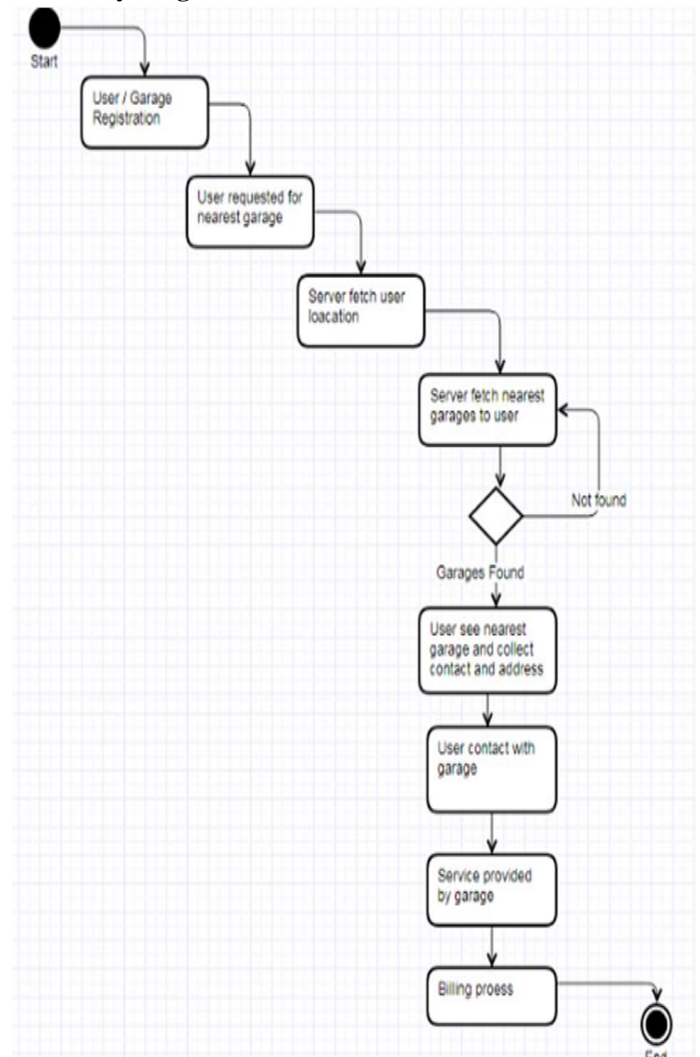 Start
User / Garage
Registration
User requested for
nearest garage
Server fetch user
loacation
Server fetch nearest
garages to user
Not found
Garages Found
User see nearest
garage and collect
contact and address
User contact with
garage
Service provided
by garage
Billing proess
End